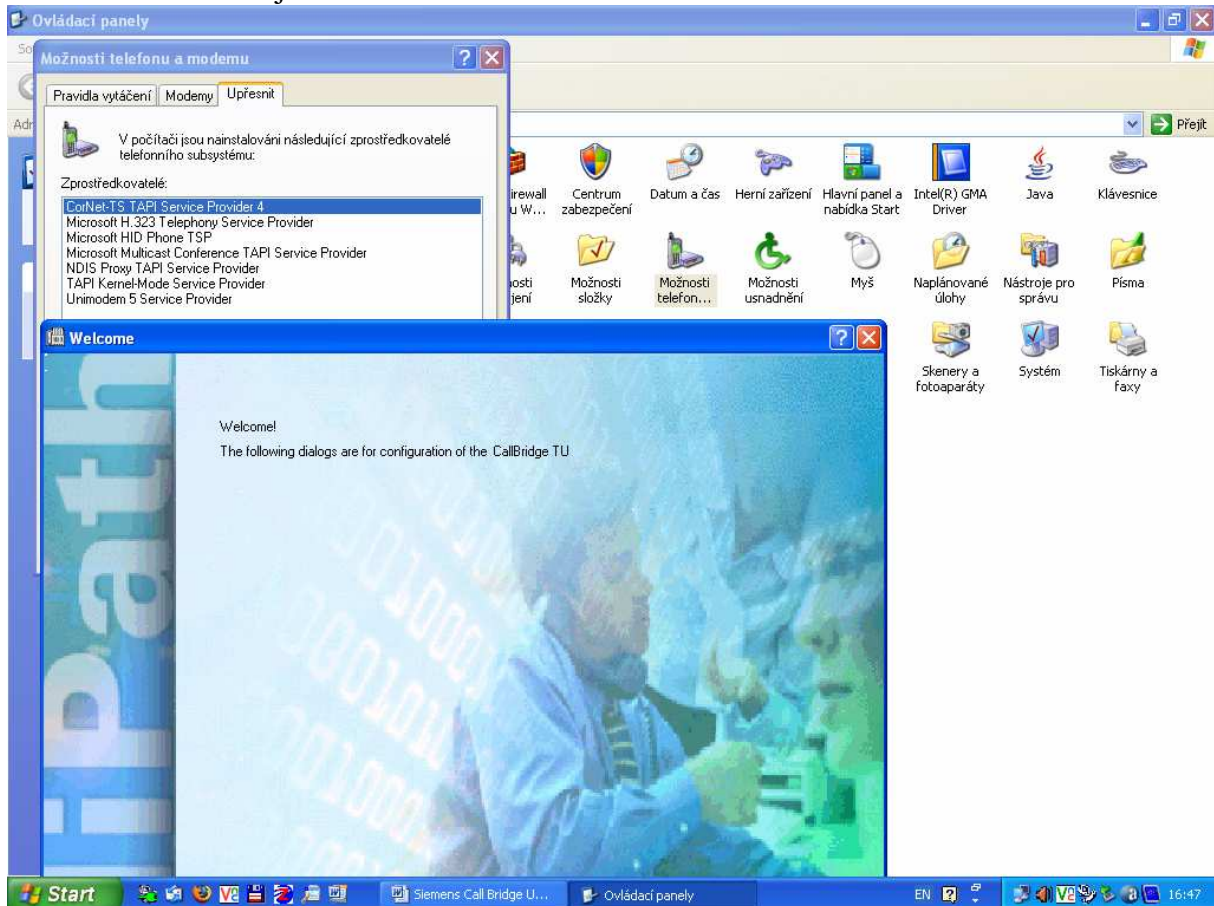 Ovládací panely
Možnosti telefonu a modemu
Pravidla vytáčení
Modemy
Upřesnit
V počítači jsou nainstalováni následující zprostředkovatelé
telefonního subsystému:
Zprostředkovatelé:
CorNet-TS TAPI Service Provider 4
Microsoft H.323 Telephony Service Provider
Microsoft HID Phone TSP
Microsoft Multicast Conference TAPI Service Provider
NDIS Proxy TAPI Service Provider
TAPI Kernel-Mode Service Provider
Unimodem 5 Service Provider
Přejít
Centrum
zabezpečení
Datum a čas
Herní zařízení
Hlavní panel a
nabídka Start
Intel(R) GMA
Driver
Java
Klávesnice
Možnosti
složky
Možnosti
telefon...
Možnosti
usnadnění
Myš
Naplánované
úlohy
Nástroje pro
správu
Písma
Skenery a
fotoaparáty
Systém
Tiskárny a
faxy
Welcome
Welcome!
The following dialogs are for configuration of the CallBridge TU
HiPath
Start
Siemens Call Bridge U...
Ovládací panely
EN
16:47